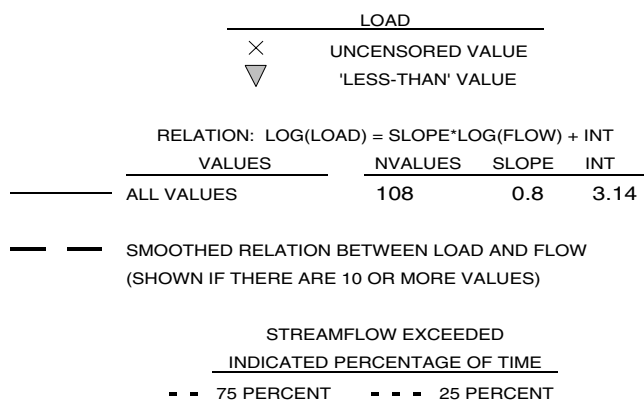 LOAD
UNCENSORED VALUE
'LESS-THAN' VALUE
RELATION: LOG(LOAD) = SLOPE*LOG(FLOW) + INT
VALUES NVALUES SLOPE INT
ALL VALUES 108 0.8 3.14
SMOOTHED RELATION BETWEEN LOAD AND FLOW
(SHOWN IF THERE ARE 10 OR MORE VALUES)
STREAMFLOW EXCEEDED
INDICATED PERCENTAGE OF TIME
75 PERCENT 25 PERCENT